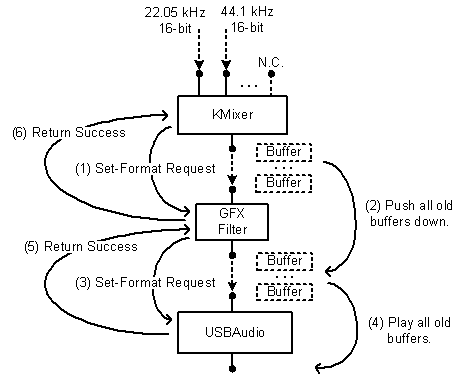 22.05 kHz
16-bit
44.1 kHz
16-bit
...
N.C.
KMixer
(6) Return Success
(1) Set-Format Request
Buffer
...
Buffer
(2) Push all old
buffers down.
GFX
Filter
(5) Return Success
(3) Set-Format Request
Buffer
...
Buffer
(4) Play all old
buffers.
USBAudio